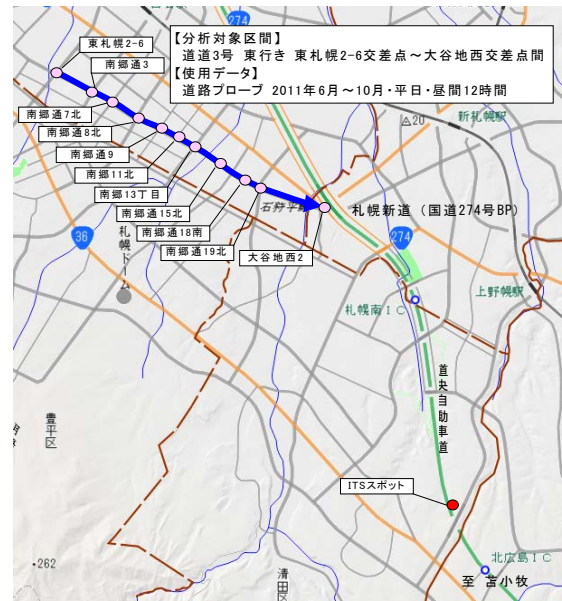 【分析対象区間】
道道3号 東行き 東札幌2-6交差点～大谷地西交差点間
【使用データ】
道路プローブ 2011年6月～10月・平日・昼間12時間
274
東札幌2-6
南郷通3
南郷通7北
南郷通8北
南郷通9
南郷11北
南郷13丁目
南郷通15北
南郷通18南
南郷通19北
大谷地西2
△20
新札幌駅
札幌新道（国道274号BP）
36
274
札幌ドーム
上野幌駅
札幌南IC
道央自動車道
豊平区
ITSスポット
北広島IC
・262
清田区
至 苫小牧